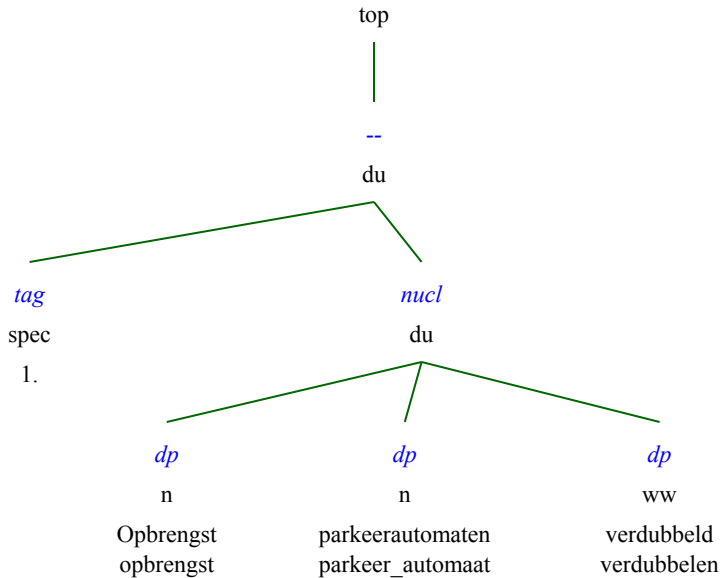 top
--
du
tag nucl
spec du
1.
dp dp dp
n n ww
Opbrengst parkeerautomaten verdubbeld
opbrengst parkeer_automaat verdubbelen